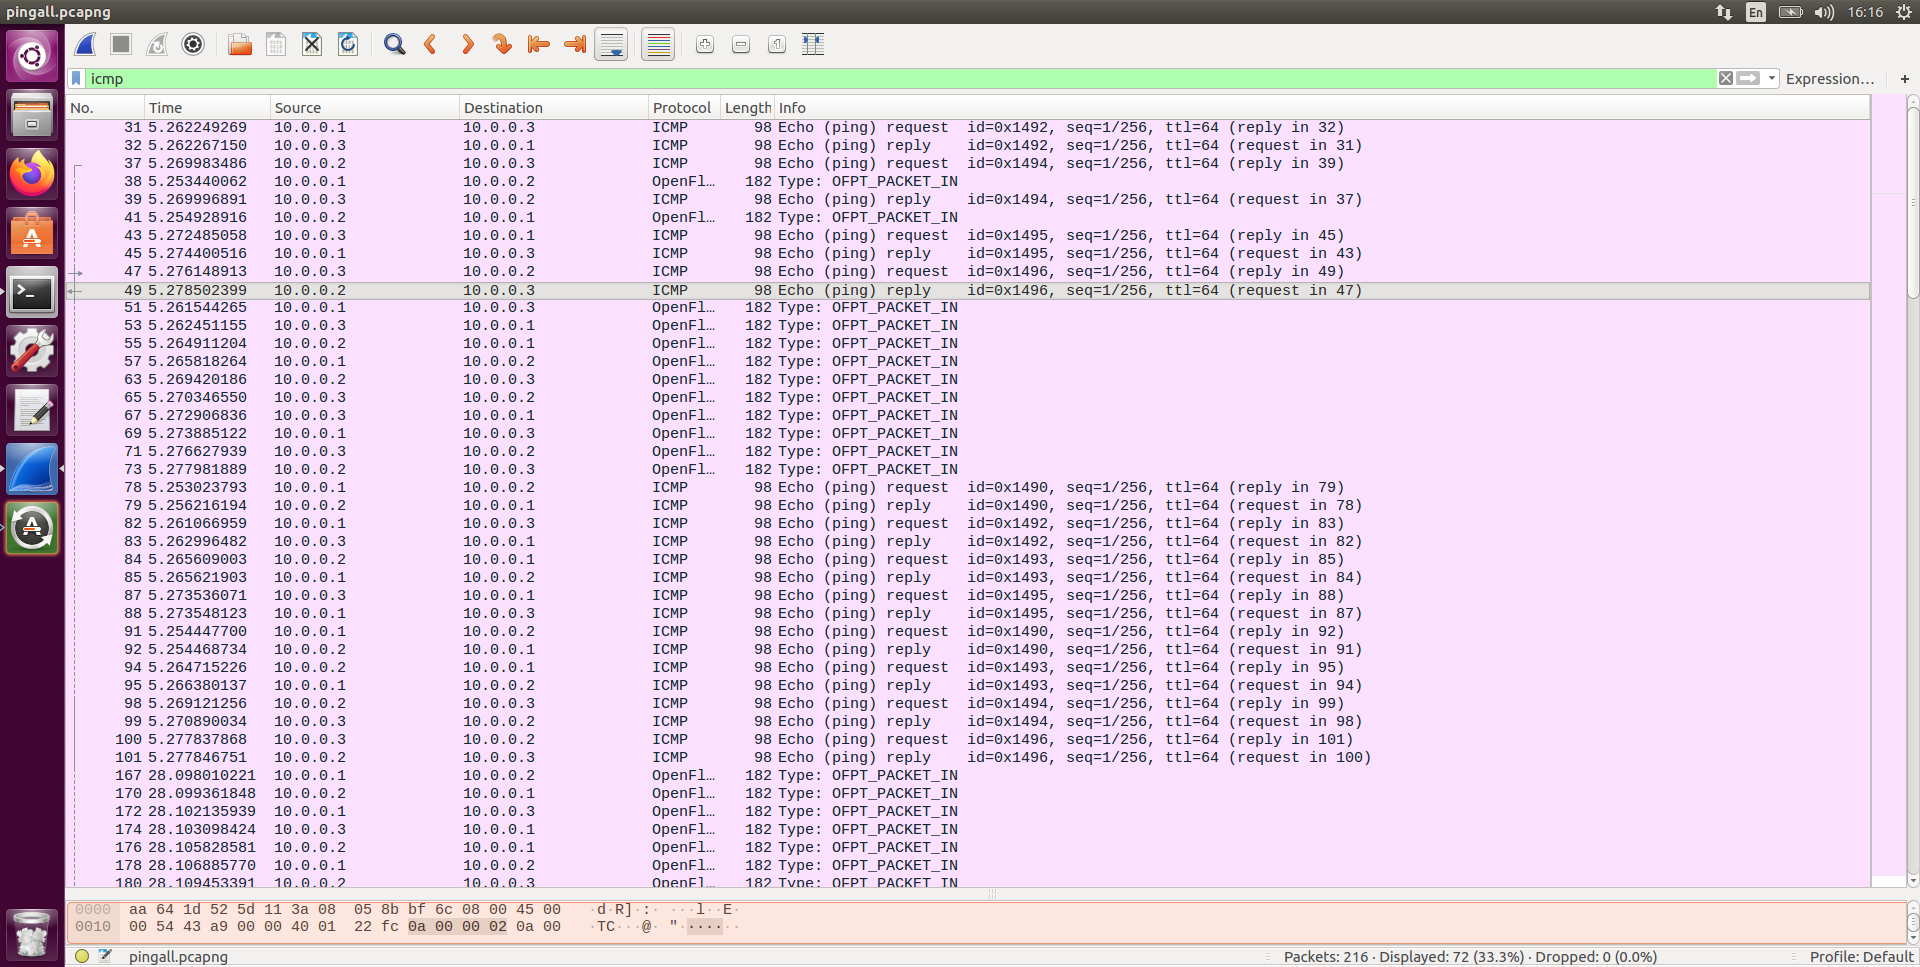 pingall.pcapng En 16:16
icmp Expression… +
No. Time Source Destination Protocol Length Info
31 5.262249269 10.0.0.1 10.0.0.3 ICMP 98 Echo (ping) request id=0x1492, seq=1/256, ttl=64 (reply in 32)
32 5.262267150 10.0.0.3 10.0.0.1 ICMP 98 Echo (ping) reply id=0x1492, seq=1/256, ttl=64 (request in 31)
37 5.269983486 10.0.0.2 10.0.0.3 ICMP 98 Echo (ping) request id=0x1494, seq=1/256, ttl=64 (reply in 39)
38 5.253440062 10.0.0.1 10.0.0.2 OpenFl… 182 Type: OFPT_PACKET_IN
39 5.269996891 10.0.0.3 10.0.0.2 ICMP 98 Echo (ping) reply id=0x1494, seq=1/256, ttl=64 (request in 37)
41 5.254928916 10.0.0.2 10.0.0.1 OpenFl… 182 Type: OFPT_PACKET_IN
43 5.272485058 10.0.0.3 10.0.0.1 ICMP 98 Echo (ping) request id=0x1495, seq=1/256, ttl=64 (reply in 45)
45 5.274400516 10.0.0.1 10.0.0.3 ICMP 98 Echo (ping) reply id=0x1495, seq=1/256, ttl=64 (request in 43)
47 5.276148913 10.0.0.3 10.0.0.2 ICMP 98 Echo (ping) request id=0x1496, seq=1/256, ttl=64 (reply in 49)
49 5.278502399 10.0.0.2 10.0.0.3 ICMP 98 Echo (ping) reply id=0x1496, seq=1/256, ttl=64 (request in 47)
51 5.261544265 10.0.0.1 10.0.0.3 OpenFl… 182 Type: OFPT_PACKET_IN
53 5.262451155 10.0.0.3 10.0.0.1 OpenFl… 182 Type: OFPT_PACKET_IN
55 5.264911204 10.0.0.2 10.0.0.1 OpenFl… 182 Type: OFPT_PACKET_IN
57 5.265818264 10.0.0.1 10.0.0.2 OpenFl… 182 Type: OFPT_PACKET_IN
63 5.269420186 10.0.0.2 10.0.0.3 OpenFl… 182 Type: OFPT_PACKET_IN
65 5.270346550 10.0.0.3 10.0.0.2 OpenFl… 182 Type: OFPT_PACKET_IN
67 5.272906836 10.0.0.3 10.0.0.1 OpenFl… 182 Type: OFPT_PACKET_IN
69 5.273885122 10.0.0.1 10.0.0.3 OpenFl… 182 Type: OFPT_PACKET_IN
71 5.276627939 10.0.0.3 10.0.0.2 OpenFl… 182 Type: OFPT_PACKET_IN
73 5.277981889 10.0.0.2 10.0.0.3 OpenFl… 182 Type: OFPT_PACKET_IN
78 5.253023793 10.0.0.1 10.0.0.2 ICMP 98 Echo (ping) request id=0x1490, seq=1/256, ttl=64 (reply in 79)
79 5.256216194 10.0.0.2 10.0.0.1 ICMP 98 Echo (ping) reply id=0x1490, seq=1/256, ttl=64 (request in 78)
82 5.261066959 10.0.0.1 10.0.0.3 ICMP 98 Echo (ping) request id=0x1492, seq=1/256, ttl=64 (reply in 83)
83 5.262996482 10.0.0.3 10.0.0.1 ICMP 98 Echo (ping) reply id=0x1492, seq=1/256, ttl=64 (request in 82)
84 5.265609003 10.0.0.2 10.0.0.1 ICMP 98 Echo (ping) request id=0x1493, seq=1/256, ttl=64 (reply in 85)
85 5.265621903 10.0.0.1 10.0.0.2 ICMP 98 Echo (ping) reply id=0x1493, seq=1/256, ttl=64 (request in 84)
87 5.273536071 10.0.0.3 10.0.0.1 ICMP 98 Echo (ping) request id=0x1495, seq=1/256, ttl=64 (reply in 88)
88 5.273548123 10.0.0.1 10.0.0.3 ICMP 98 Echo (ping) reply id=0x1495, seq=1/256, ttl=64 (request in 87)
91 5.254447700 10.0.0.1 10.0.0.2 ICMP 98 Echo (ping) request id=0x1490, seq=1/256, ttl=64 (reply in 92)
92 5.254468734 10.0.0.2 10.0.0.1 ICMP 98 Echo (ping) reply id=0x1490, seq=1/256, ttl=64 (request in 91)
94 5.264715226 10.0.0.2 10.0.0.1 ICMP 98 Echo (ping) request id=0x1493, seq=1/256, ttl=64 (reply in 95)
95 5.266380137 10.0.0.1 10.0.0.2 ICMP 98 Echo (ping) reply id=0x1493, seq=1/256, ttl=64 (request in 94)
98 5.269121256 10.0.0.2 10.0.0.3 ICMP 98 Echo (ping) request id=0x1494, seq=1/256, ttl=64 (reply in 99)
99 5.270890034 10.0.0.3 10.0.0.2 ICMP 98 Echo (ping) reply id=0x1494, seq=1/256, ttl=64 (request in 98)
100 5.277837868 10.0.0.3 10.0.0.2 ICMP 98 Echo (ping) request id=0x1496, seq=1/256, ttl=64 (reply in 101)
101 5.277846751 10.0.0.2 10.0.0.3 ICMP 98 Echo (ping) reply id=0x1496, seq=1/256, ttl=64 (request in 100)
167 28.098010221 10.0.0.1 10.0.0.2 OpenFl… 182 Type: OFPT_PACKET_IN
170 28.099361848 10.0.0.2 10.0.0.1 OpenFl… 182 Type: OFPT_PACKET_IN
172 28.102135939 10.0.0.1 10.0.0.3 OpenFl… 182 Type: OFPT_PACKET_IN
174 28.103098424 10.0.0.3 10.0.0.1 OpenFl… 182 Type: OFPT_PACKET_IN
176 28.105828581 10.0.0.2 10.0.0.1 OpenFl… 182 Type: OFPT_PACKET_IN
178 28.106885770 10.0.0.1 10.0.0.2 OpenFl… 182 Type: OFPT_PACKET_IN
180 28.109453391 10.0.0.2 10.0.0.3 OpenFl… 182 Type: OFPT_PACKET_IN
0000 aa 64 1d 52 5d 11 3a 08 05 8b bf 6c 08 00 45 00 ·d·R]·:· ···l··E·
0010 00 54 43 a9 00 00 40 01 22 fc 0a 00 00 02 0a 00 ·TC···@· "·······
pingall.pcapng Packets: 216 · Displayed: 72 (33.3%) · Dropped: 0 (0.0%) Profile: Default